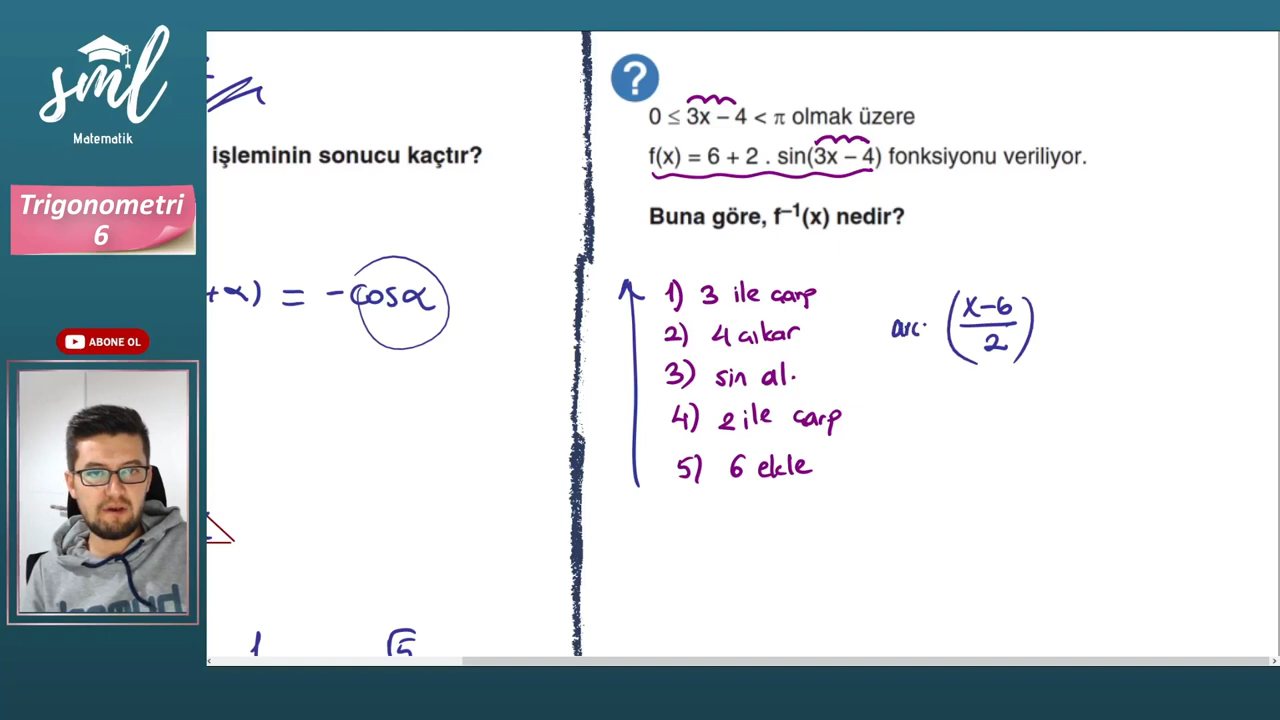 sml
Matematik
Trigonometri
6
ABONE OL
işleminin sonucu kaçtır?
+α) = -cosα
1 √5
?
0 ≤ 3x – 4 < π olmak üzere
f(x) = 6 + 2 . sin(3x – 4) fonksiyonu veriliyor.
Buna göre, f⁻¹(x) nedir?
1) 3 ile çarp
2) 4 çıkar
3) sin al.
4) 2 ile çarp
5) 6 ekle
arc. (x-6/2)